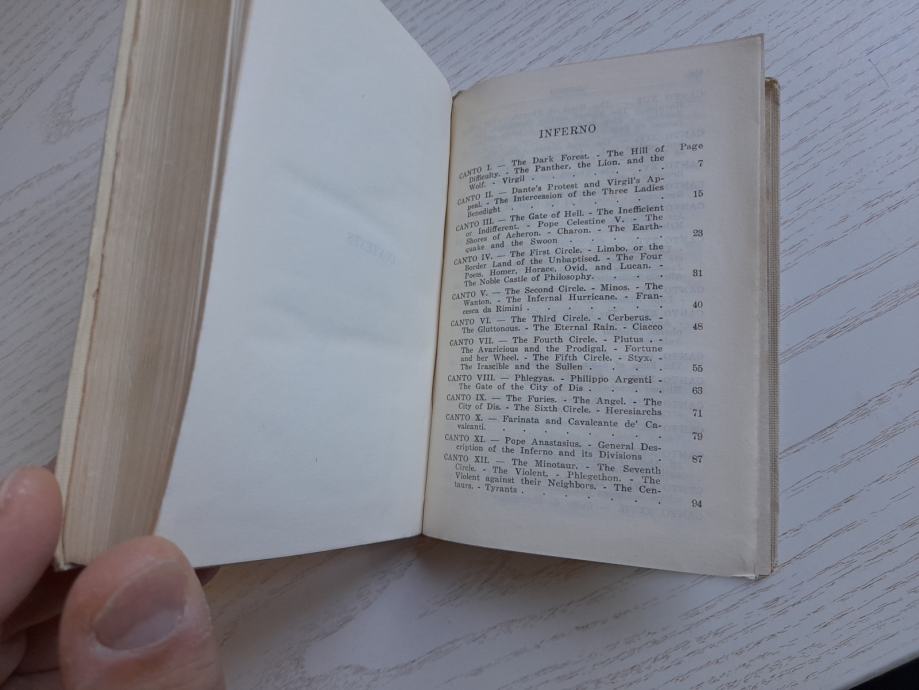 INFERNO
Page
CANTO I. — The Dark Forest. - The Hill of
Difficulty. - The Panther, the Lion, and the
Wolf. - Virgil . . . . . . . 7
CANTO II. — Dante's Protest and Virgil's Ap-
peal. - The Intercession of the Three Ladies
Benedight . . . . . . . . 15
CANTO III. — The Gate of Hell. - The Inefficient
or Indifferent. - Pope Celestine V. - The
Shores of Acheron. - Charon. - The Earth-
quake and the Swoon . . . . . . 23
CANTO IV. — The First Circle. - Limbo, or the
Border Land of the Unbaptised. - The Four
Poets, Homer, Horace, Ovid, and Lucan. -
The Noble Castle of Philosophy. . . . 31
CANTO V. — The Second Circle. - Minos. - The
Wanton. - The Infernal Hurricane. - Fran-
cesca da Rimini . . . . . . . 40
CANTO VI. — The Third Circle. - Cerberus. -
The Gluttonous. - The Eternal Rain. - Ciacco 48
CANTO VII. — The Fourth Circle. - Plutus . -
The Avaricious and the Prodigal. - Fortune
and her Wheel. - The Fifth Circle. - Styx. -
The Irascible and the Sullen . . . . 55
CANTO VIII. — Phlegyas. - Philippo Argenti -
The Gate of the City of Dis . . . . 63
CANTO IX. — The Furies. - The Angel. - The
City of Dis. - The Sixth Circle. - Heresiarchs 71
CANTO X. — Farinata and Cavalcante de' Ca-
valcanti. . . . . . . . . 79
CANTO XI. — Pope Anastasius. - General Des-
cription of the Inferno and its Divisions . 87
CANTO XII. — The Minotaur. - The Seventh
Circle. - The Violent. - Phlegethon. - The
Violent against their Neighbors. - The Cen-
taurs. - Tyrants . . . . . . . 94